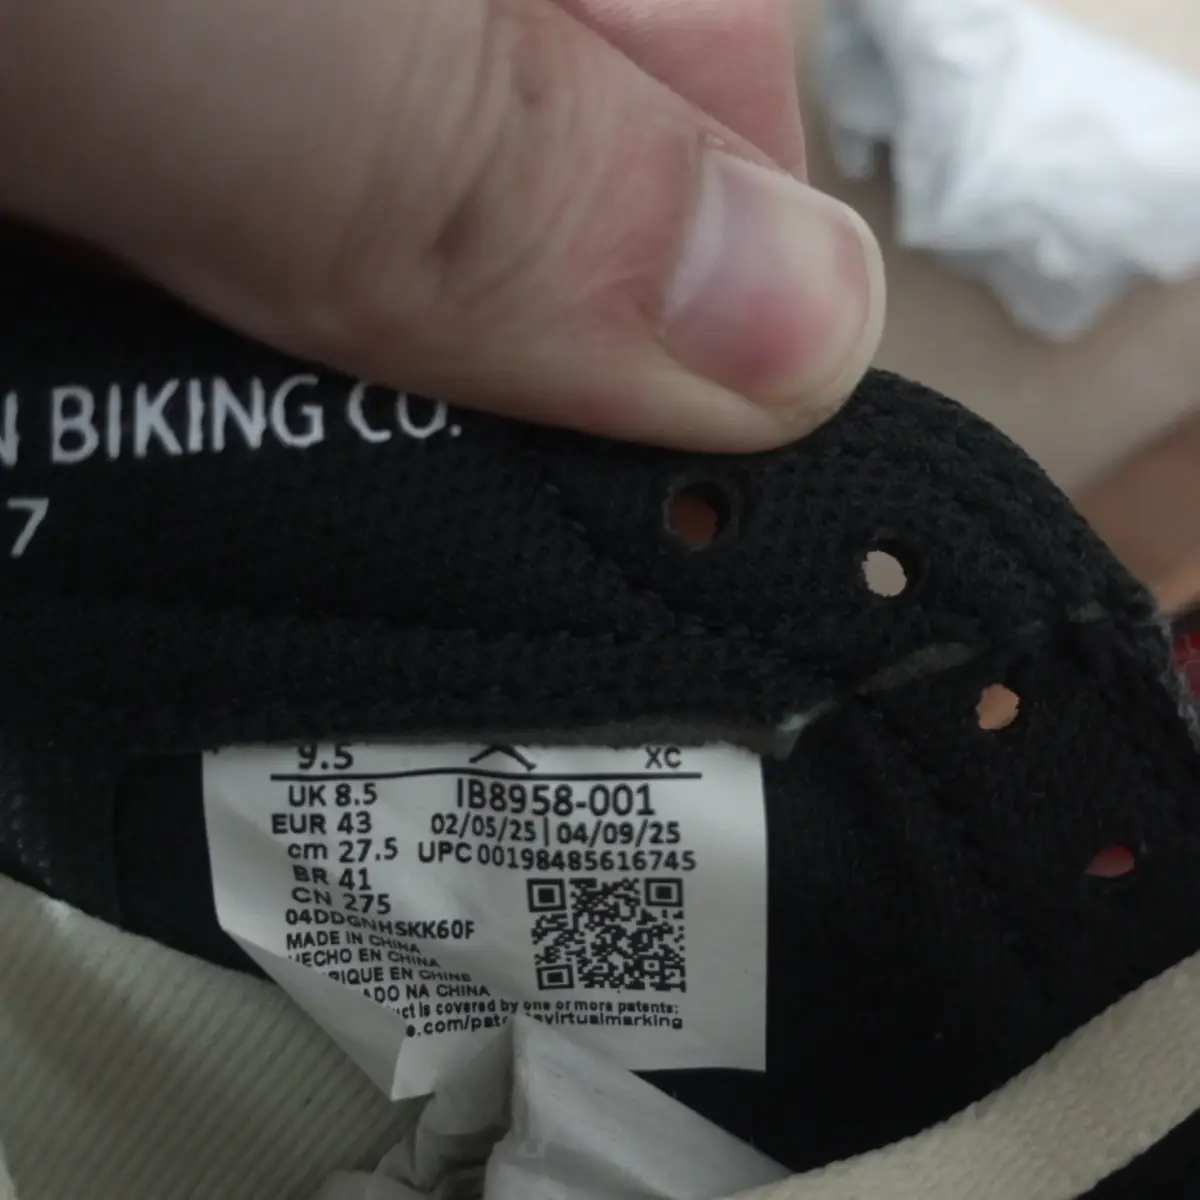 N BIKING CO.
7
9.5 XC
UK 8.5 IB8958-001
EUR 43 02/05/25 | 04/09/25
cm 27.5 UPC 00198485616745
BR 41
CN 275
04DDGNHSKK60F
MADE IN CHINA
HECHO EN CHINA
RIQUE EN CHINE
ADO NA CHINA
uct is covered by one or more patents:
e.com/pate virtualmarking